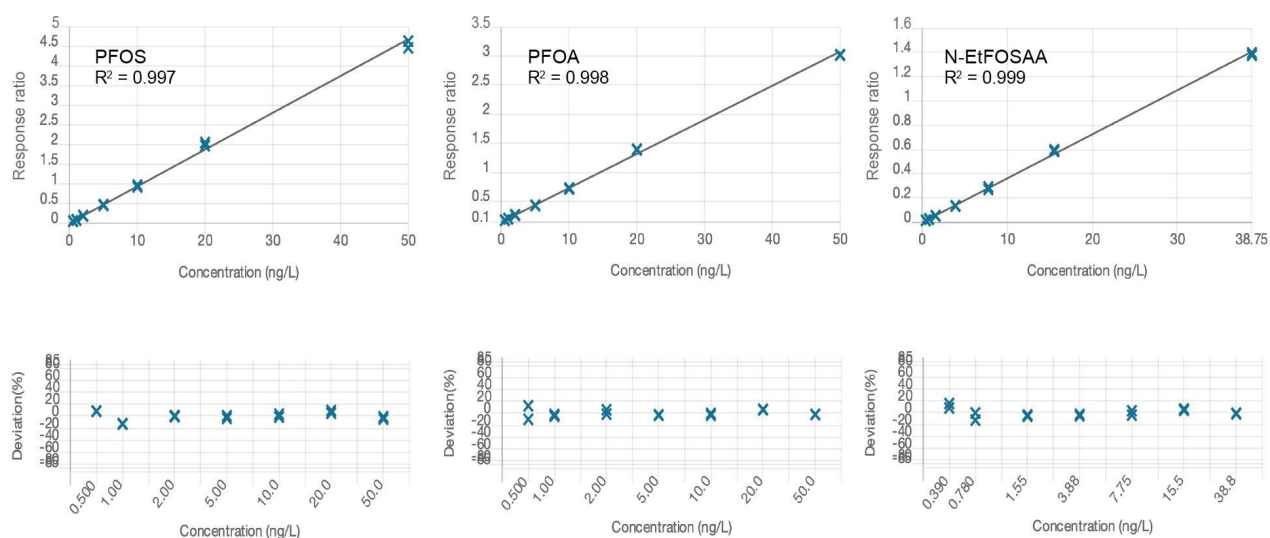 PFOS
R² = 0.997
Response ratio
5
4.5
4
3.5
3
2.5
2
1.5
1
0.5
0
0 10 20 30 40 50
Concentration (ng/L)
PFOA
R² = 0.998
Response ratio
3.5
3
2
1.5
1
0.5
0.1
0 10 20 30 40 50
Concentration (ng/L)
N-EtFOSAA
R² = 0.999
Response ratio
1.6
1.4
1.2
1
0.8
0.6
0.4
0.2
0
0 10 20 30 38.75
Concentration (ng/L)
Deviation(%)
85
80
60
40
20
0
-20
-40
-60
0.500 1.00 2.00 5.00 10.0 20.0 50.0
Concentration (ng/L)
Deviation(%)
85
80
60
40
20
0
-20
-40
-60
0.500 1.00 2.00 5.00 10.0 20.0 50.0
Concentration (ng/L)
Deviation(%)
85
80
60
40
20
0
-20
-40
-60
0.390 0.780 1.55 3.88 7.75 15.5 38.8
Concentration (ng/L)